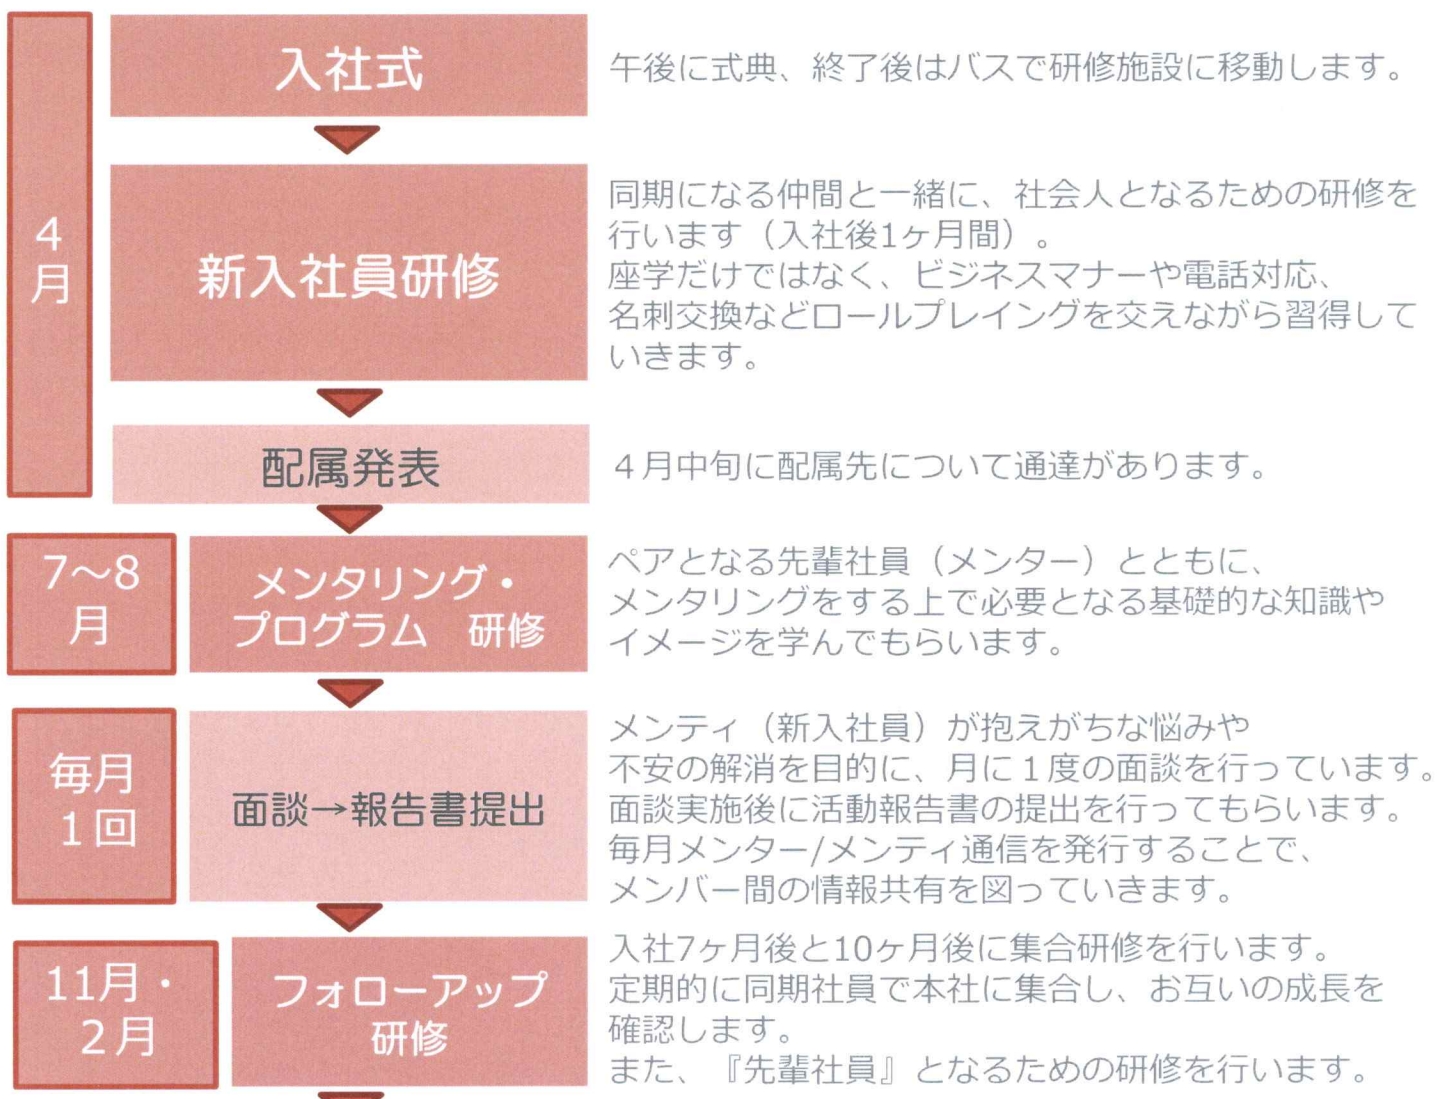 4
月
入社式
午後に式典、終了後はバスで研修施設に移動します。
新入社員研修
同期になる仲間と一緒に、社会人となるための研修を
行います（入社後1ヶ月間）。
座学だけではなく、ビジネスマナーや電話対応、
名刺交換などロールプレイングを交えながら習得して
いきます。
配属発表
４月中旬に配属先について通達があります。
7～8
月
メンタリング・
プログラム　研修
ペアとなる先輩社員（メンター）とともに、
メンタリングをする上で必要となる基礎的な知識や
イメージを学んでもらいます。
毎月
１回
面談→報告書提出
メンティ（新入社員）が抱えがちな悩みや
不安の解消を目的に、月に１度の面談を行っています。
面談実施後に活動報告書の提出を行ってもらいます。
毎月メンター/メンティ通信を発行することで、
メンバー間の情報共有を図っていきます。
11月・
２月
フォローアップ
研修
入社7ヶ月後と10ヶ月後に集合研修を行います。
定期的に同期社員で本社に集合し、お互いの成長を
確認します。
また、『先輩社員』となるための研修を行います。